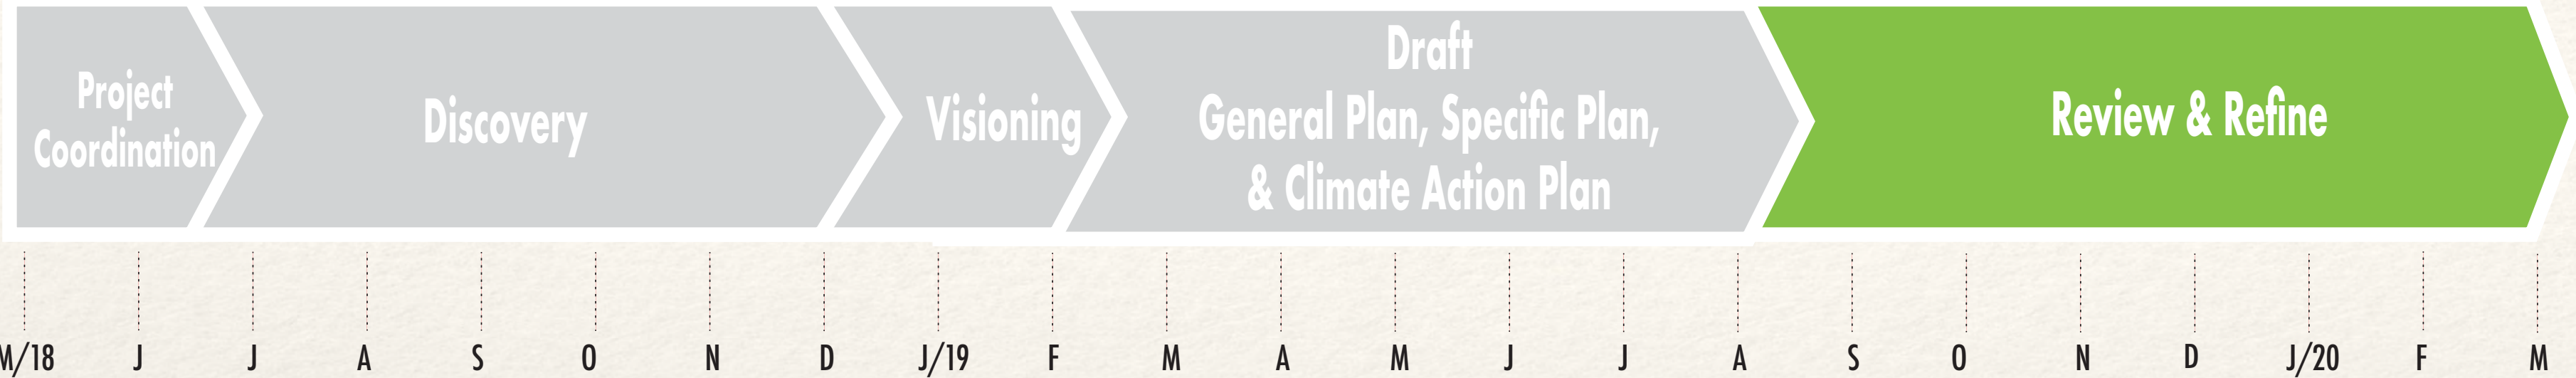 Project
Coordination
Discovery
Visioning
Draft
General Plan, Specific Plan,
& Climate Action Plan
Review & Refine
M/18 J J A S O N D J/19 F M A M J J A S O N D J/20 F M